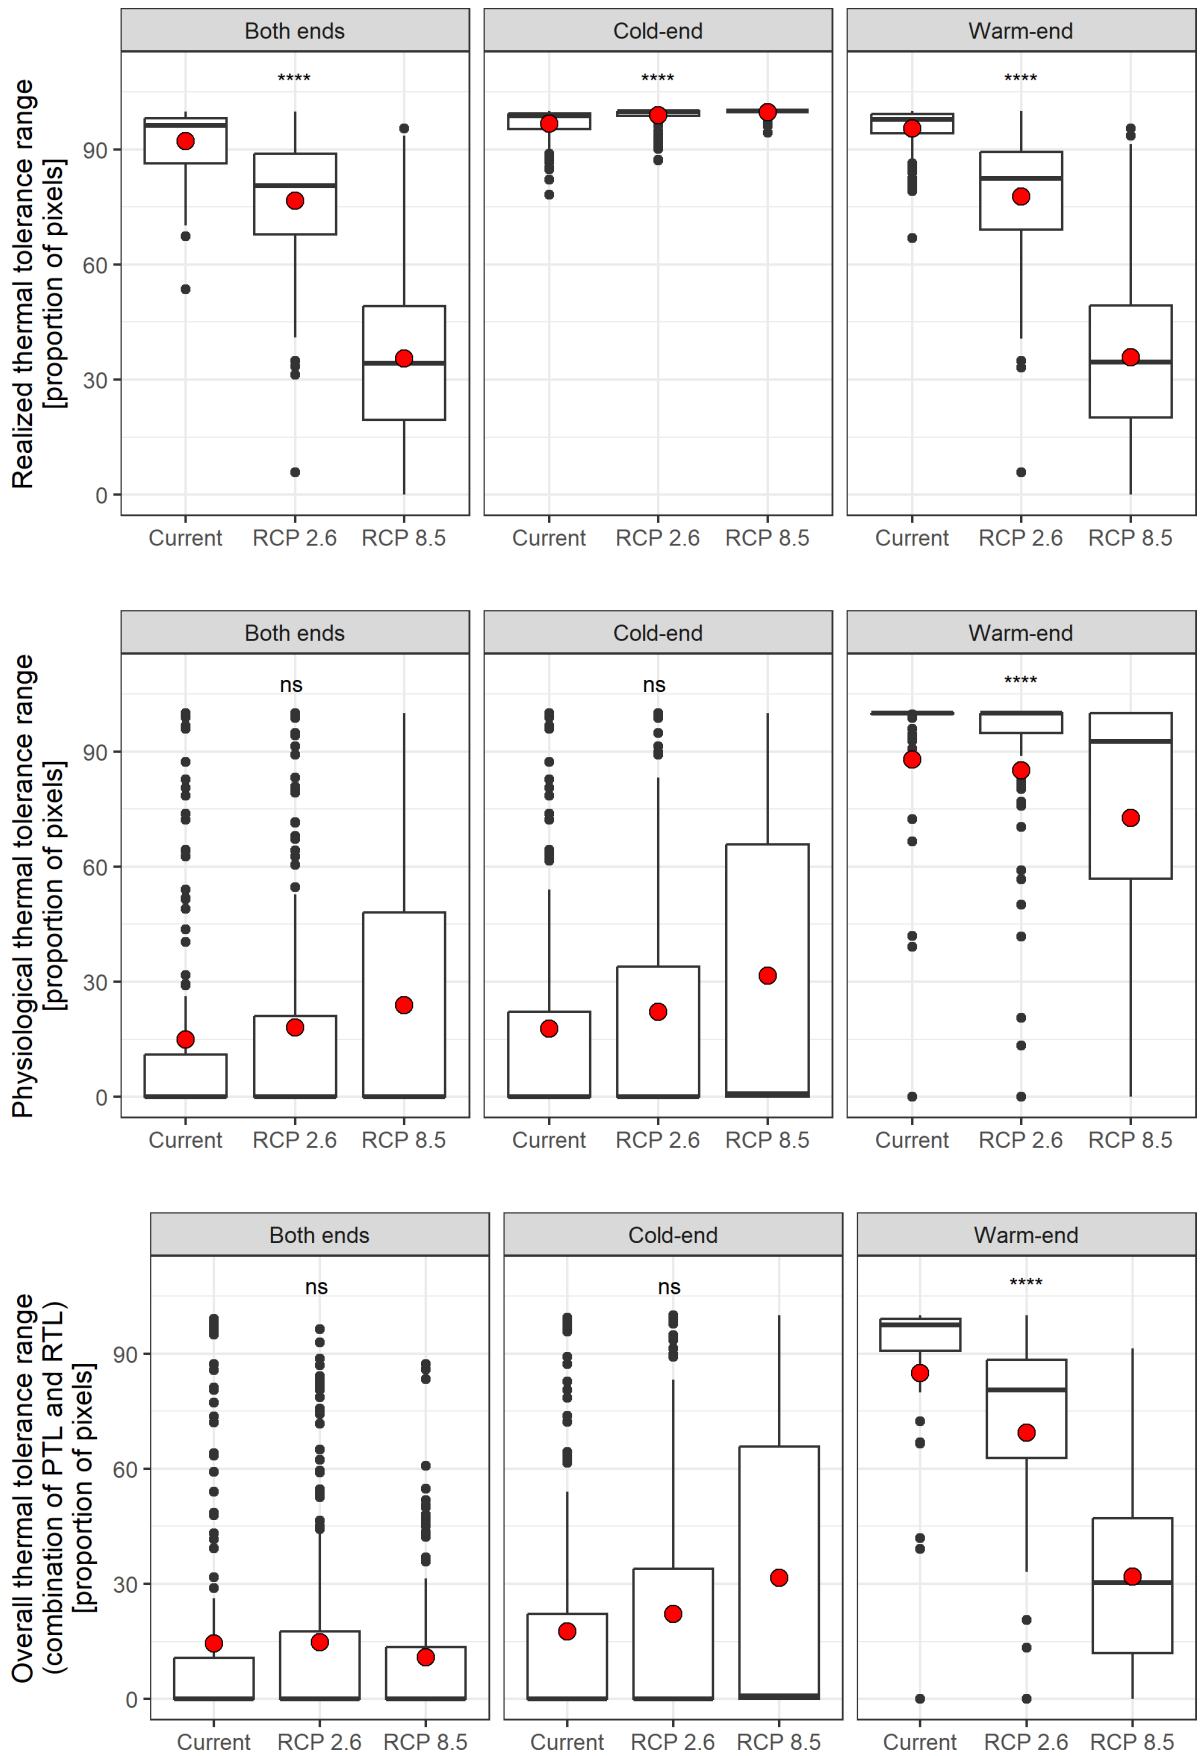 Both ends
Cold-end
Warm-end
Realized thermal tolerance range
[proportion of pixels]
****
****
****
90
60
30
0
Current
RCP 2.6
RCP 8.5
Current
RCP 2.6
RCP 8.5
Current
RCP 2.6
RCP 8.5
Both ends
Cold-end
Warm-end
Physiological thermal tolerance range
[proportion of pixels]
ns
ns
****
90
60
30
0
Current
RCP 2.6
RCP 8.5
Current
RCP 2.6
RCP 8.5
Current
RCP 2.6
RCP 8.5
Both ends
Cold-end
Warm-end
Overall thermal tolerance range
(combination of PTL and RTL)
[proportion of pixels]
ns
ns
****
90
60
30
0
Current
RCP 2.6
RCP 8.5
Current
RCP 2.6
RCP 8.5
Current
RCP 2.6
RCP 8.5